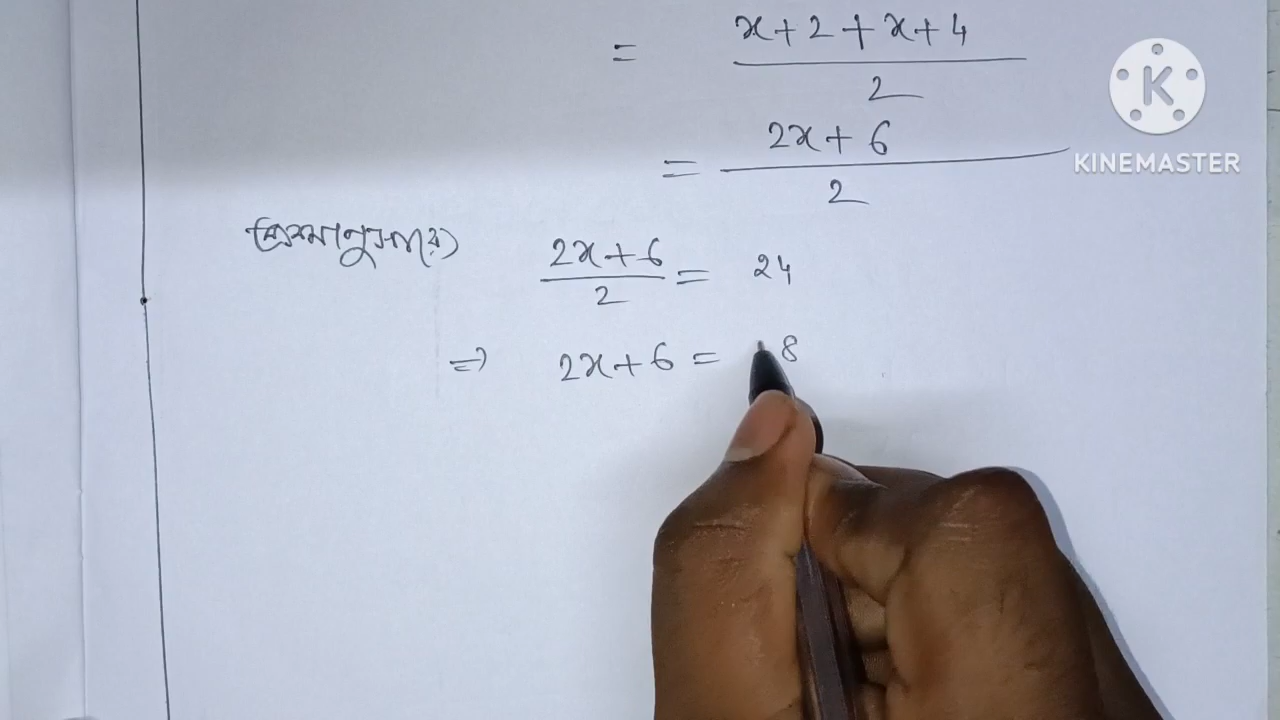 = x+2+x+4 / 2
= 2x+6 / 2
প্রশ্নানুসারে) 2x+6 / 2 = 24
⇒ 2x+6 = 8
K
KINEMASTER